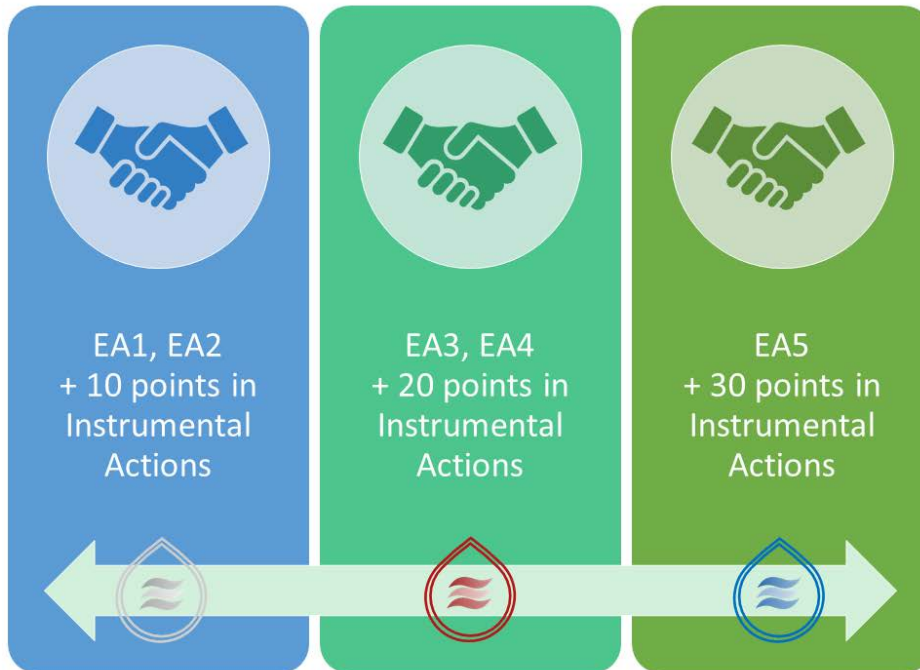 EA1, EA2
+ 10 points in
Instrumental
Actions
EA3, EA4
+ 20 points in
Instrumental
Actions
EA5
+ 30 points in
Instrumental
Actions